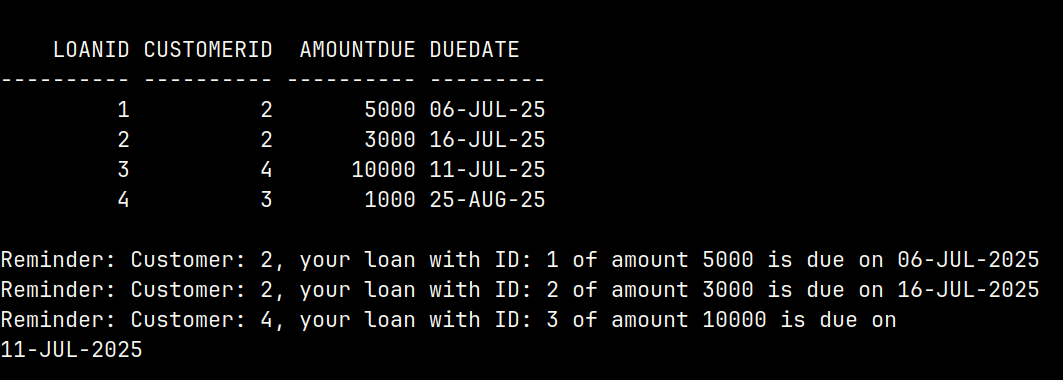 LOANID CUSTOMERID  AMOUNTDUE DUEDATE
---------- ---------- ---------- ---------
         1          2       5000 06-JUL-25
         2          2       3000 16-JUL-25
         3          4      10000 11-JUL-25
         4          3       1000 25-AUG-25
Reminder: Customer: 2, your loan with ID: 1 of amount 5000 is due on 06-JUL-2025
Reminder: Customer: 2, your loan with ID: 2 of amount 3000 is due on 16-JUL-2025
Reminder: Customer: 4, your loan with ID: 3 of amount 10000 is due on
11-JUL-2025